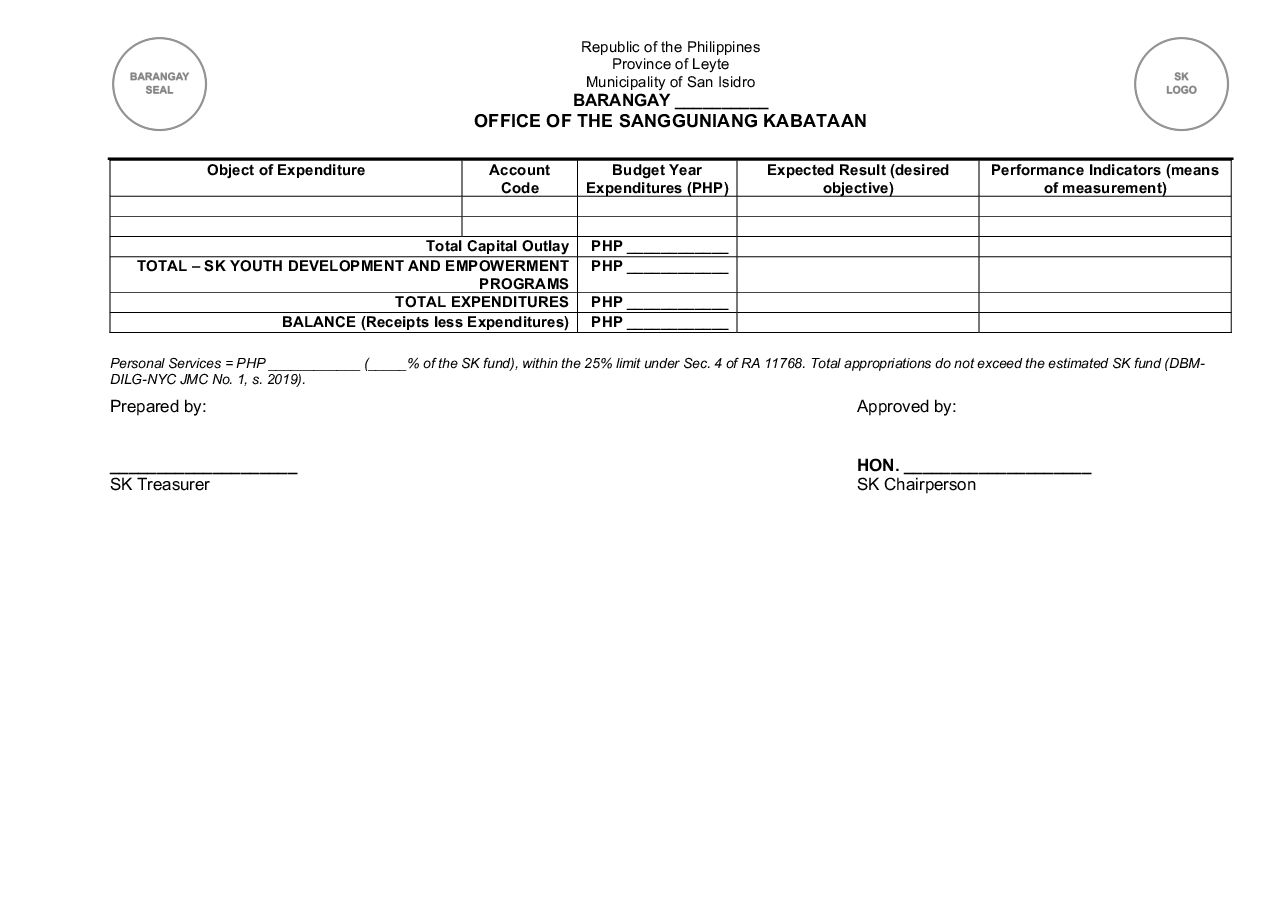 BARANGAY
SEAL
Republic of the Philippines
Province of Leyte
Municipality of San Isidro
BARANGAY __________
OFFICE OF THE SANGGUNIANG KABATAAN
SK
LOGO
Object of Expenditure
Account
Code
Budget Year
Expenditures (PHP)
Expected Result (desired
objective)
Performance Indicators (means
of measurement)
Total Capital Outlay PHP ____________
TOTAL – SK YOUTH DEVELOPMENT AND EMPOWERMENT PHP ____________
PROGRAMS
TOTAL EXPENDITURES PHP ____________
BALANCE (Receipts less Expenditures) PHP ____________
Personal Services = PHP ____________ (_____% of the SK fund), within the 25% limit under Sec. 4 of RA 11768. Total appropriations do not exceed the estimated SK fund (DBM-
DILG-NYC JMC No. 1, s. 2019).
Prepared by: Approved by:
____________________ HON. ____________________
SK Treasurer SK Chairperson